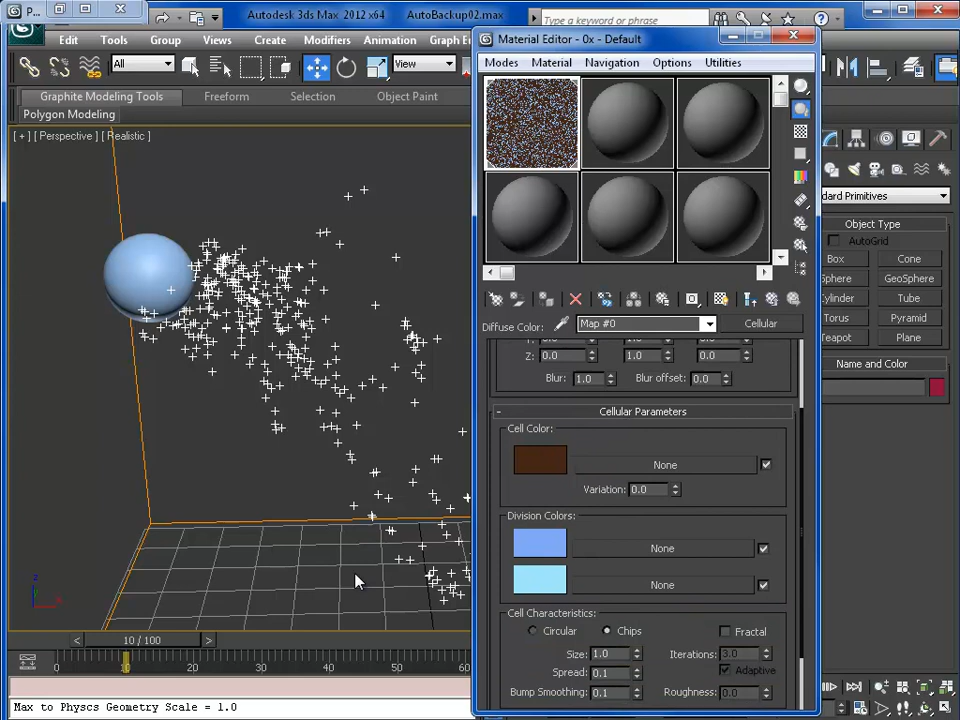 P...
Autodesk 3ds Max 2012 x64
AutoBackup02.max
Type a keyword or phrase
Edit
Tools
Group
Views
Create
Modifiers
Animation
Graph E
All
View
Graphite Modeling Tools
Freeform
Selection
Object Paint
Polygon Modeling
[ + ] [ Perspective ] [ Realistic ]
Material Editor - 0x - Default
Modes
Material
Navigation
Options
Utilities
Diffuse Color:
Map #0
Cellular
Z:
0.0
1.0
0.0
Blur:
1.0
Blur offset:
0.0
Cellular Parameters
Cell Color:
None
Variation:
0.0
Division Colors:
None
None
Cell Characteristics:
Circular
Chips
Fractal
Size:
1.0
Iterations:
3.0
Spread:
0.1
Adaptive
Bump Smoothing:
0.1
Roughness:
0.0
dard Primitives
Object Type
AutoGrid
Box
Cone
Sphere
GeoSphere
Cylinder
Tube
Torus
Pyramid
Teapot
Plane
Name and Color
z
x
<
10 / 100
>
0
10
20
30
40
50
60
Max to Physcs Geometry Scale = 1.0